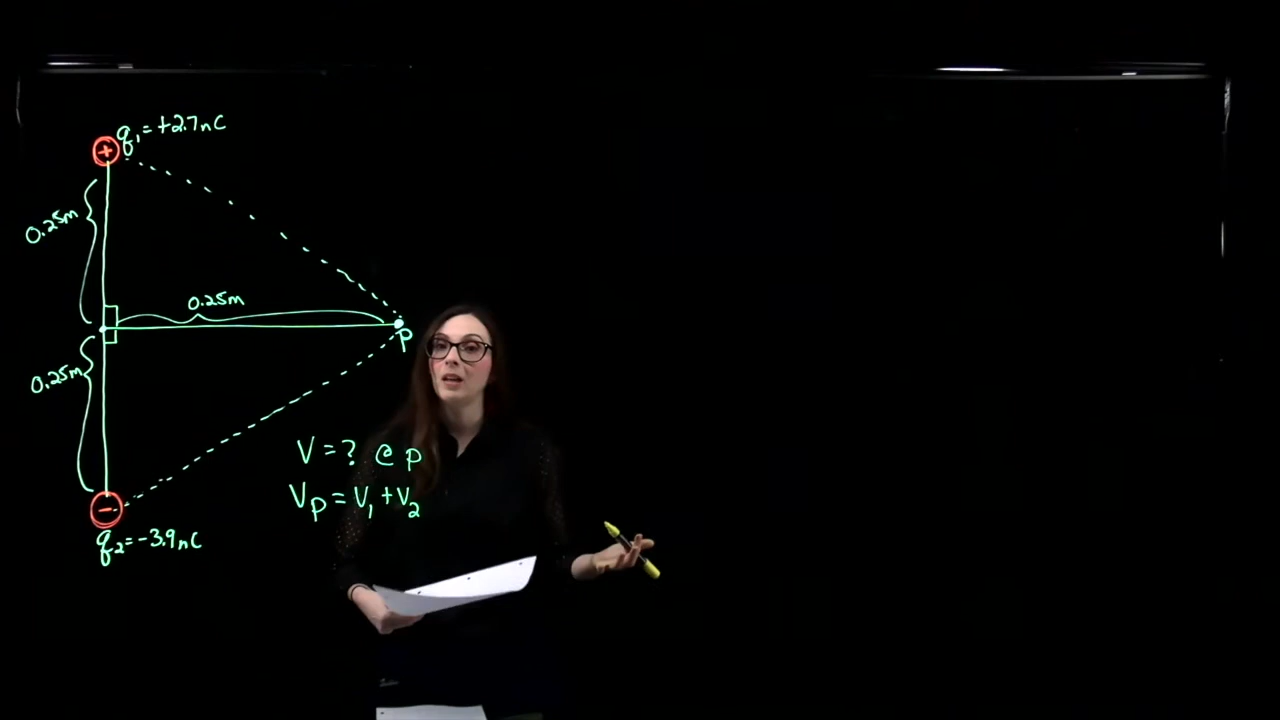 q₁ = +2.7nC
+
0.25m
0.25m
P
0.25m
V = ? @ p
Vp = V₁ + V₂
-
q₂ = -3.9nC